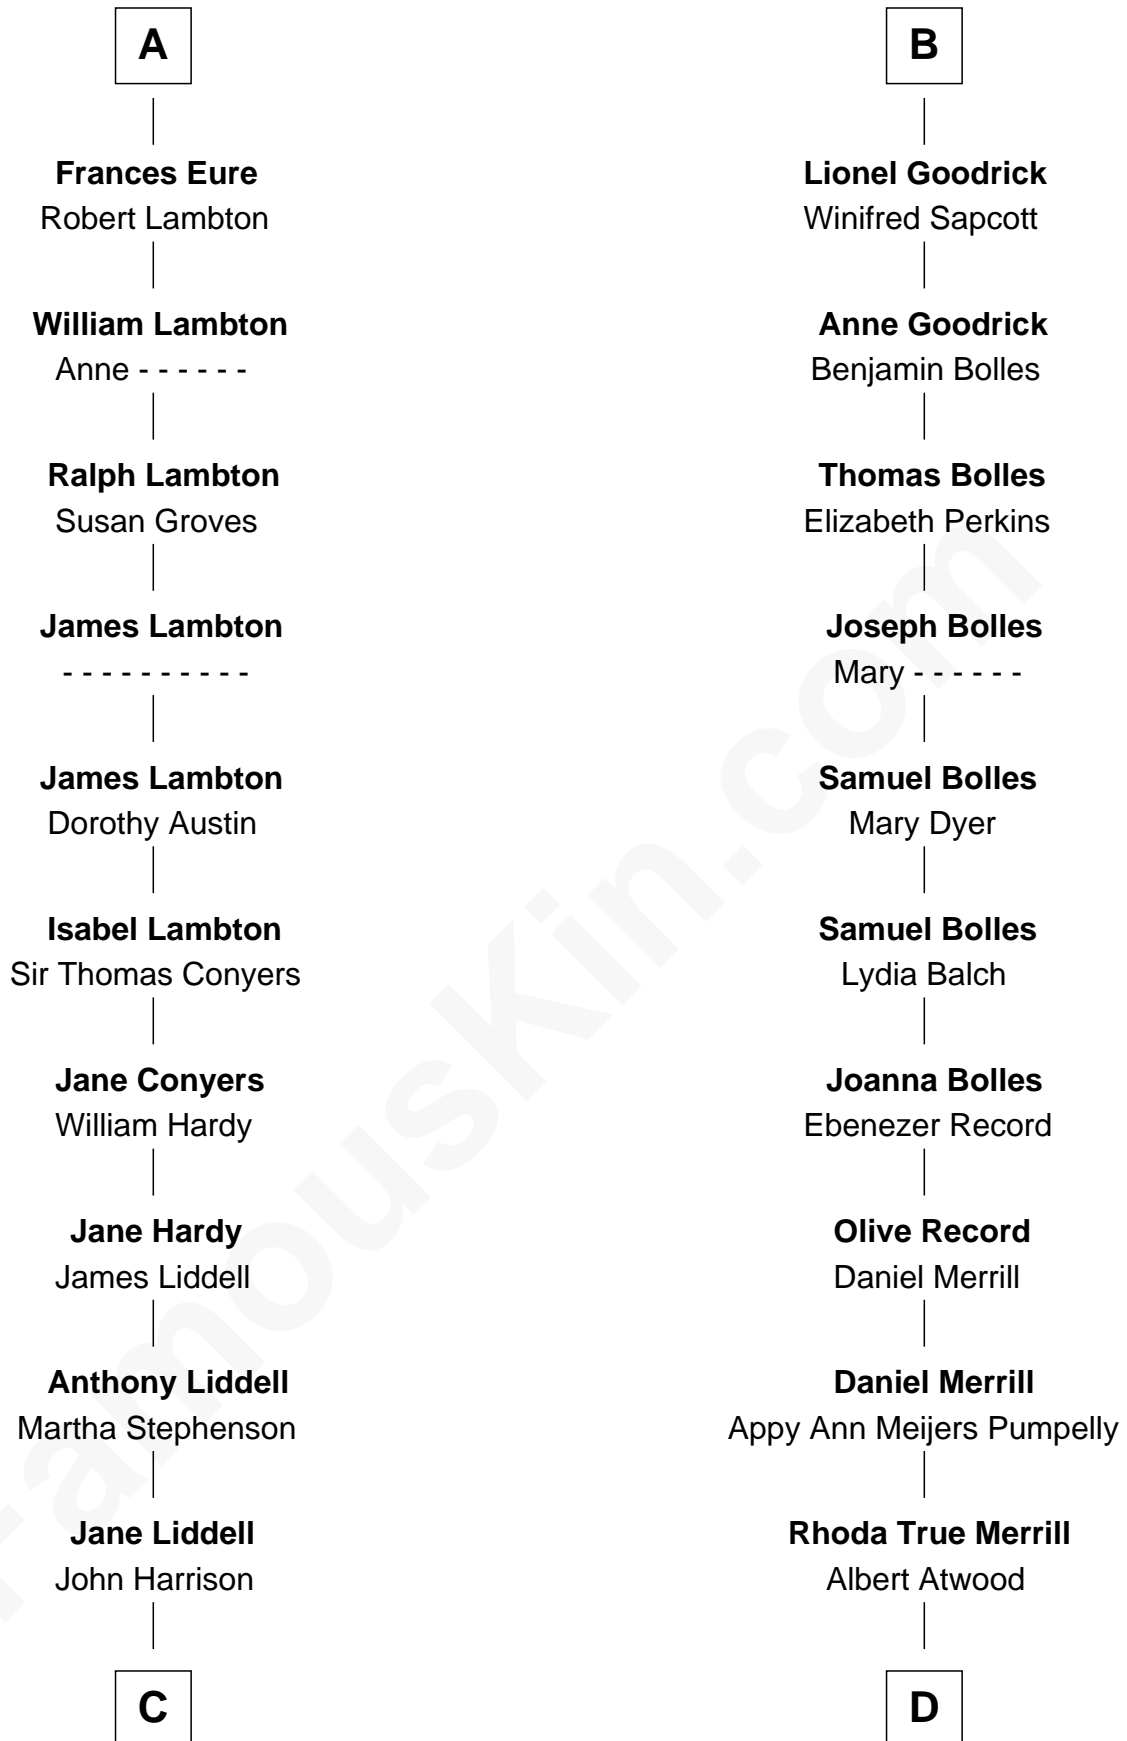 A
Frances Eure
Robert Lambton
William Lambton
Anne - - - - - -
Ralph Lambton
Susan Groves
James Lambton
- - - - - - - - - -
James Lambton
Dorothy Austin
Isabel Lambton
Sir Thomas Conyers
Jane Conyers
William Hardy
Jane Hardy
James Liddell
Anthony Liddell
Martha Stephenson
Jane Liddell
John Harrison
C
B
Lionel Goodrick
Winifred Sapcott
Anne Goodrick
Benjamin Bolles
Thomas Bolles
Elizabeth Perkins
Joseph Bolles
Mary - - - - - -
Samuel Bolles
Mary Dyer
Samuel Bolles
Lydia Balch
Joanna Bolles
Ebenezer Record
Olive Record
Daniel Merrill
Daniel Merrill
Appy Ann Meijers Pumpelly
Rhoda True Merrill
Albert Atwood
D
FamousKin.com